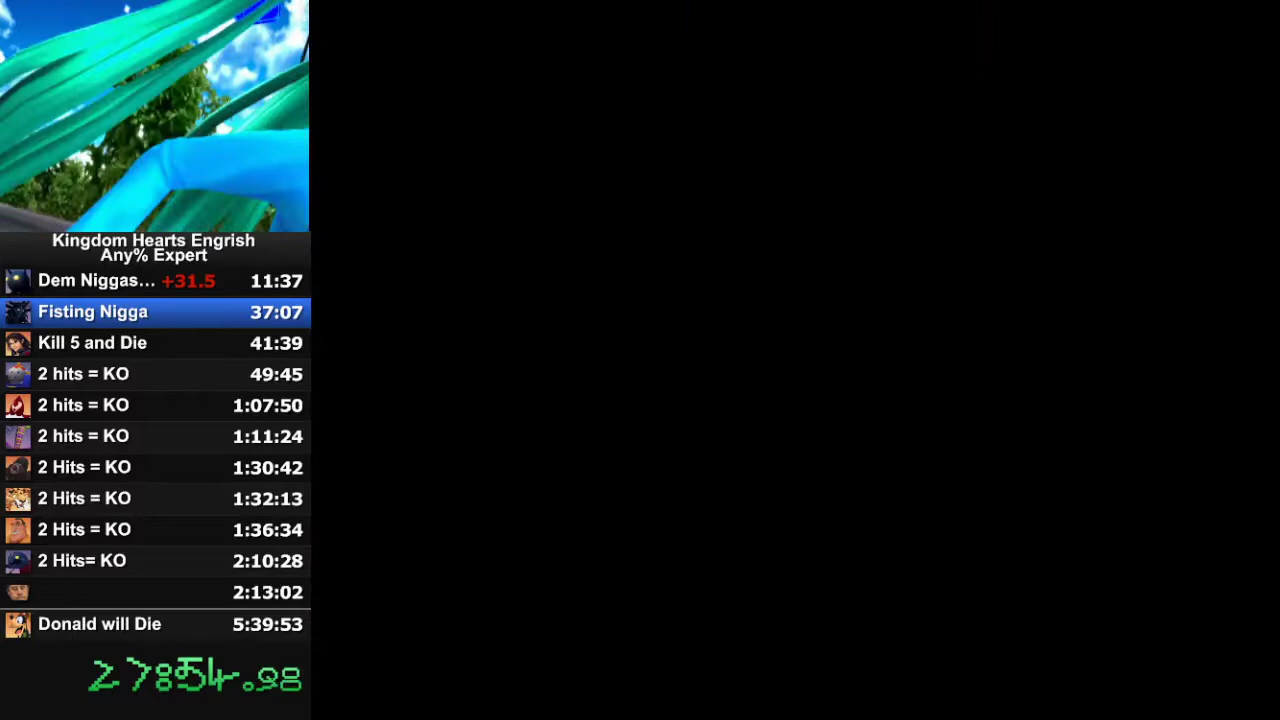 Kingdom Hearts Engrish
Any% Expert
Dem Niggas... +31.5 11:37
Fisting Nigga 37:07
Kill 5 and Die 41:39
2 hits = KO 49:45
2 hits = KO 1:07:50
2 hits = KO 1:11:24
2 Hits = KO 1:30:42
2 Hits = KO 1:32:13
2 Hits = KO 1:36:34
2 Hits= KO 2:10:28
2:13:02
Donald will Die 5:39:53
27854.98